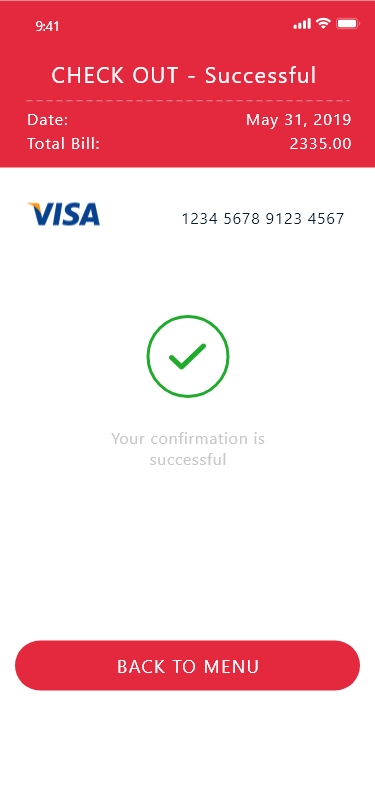 9:41
CHECK OUT - Successful
Date: May 31, 2019
Total Bill: 2335.00
VISA 1234 5678 9123 4567
Your confirmation is
successful
BACK TO MENU